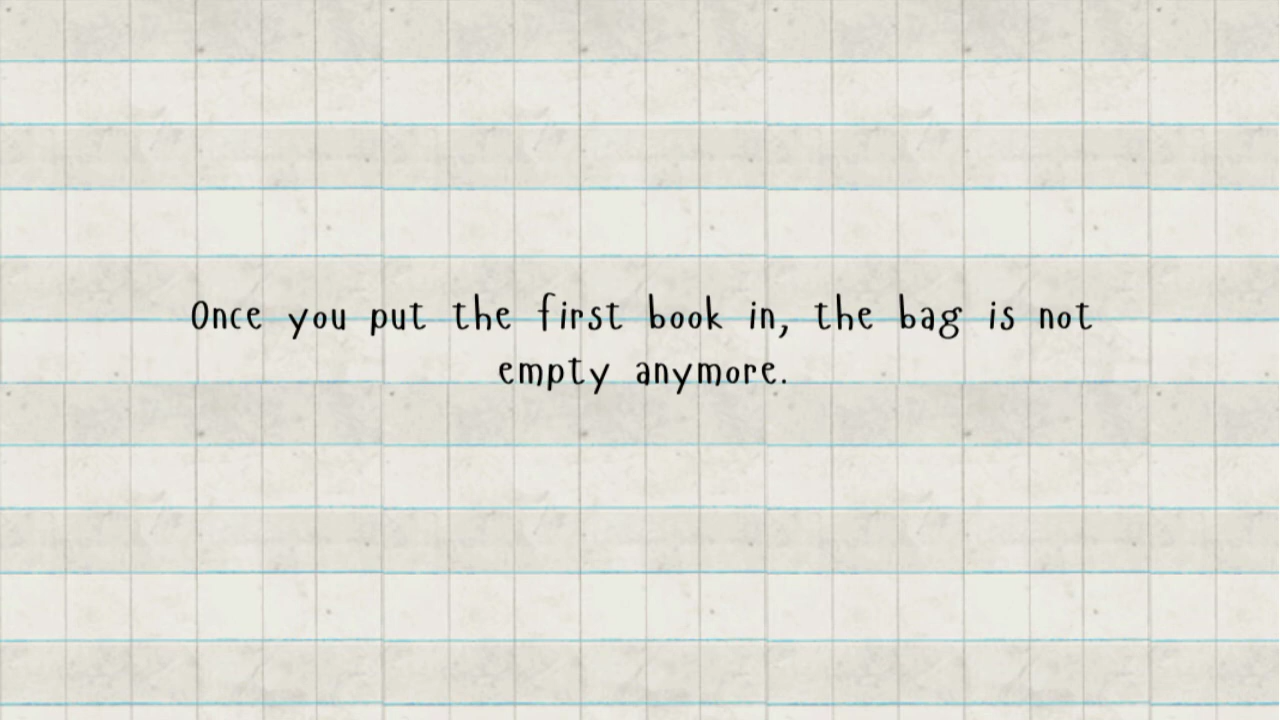 Once you put the first book in, the bag is not
empty anymore.